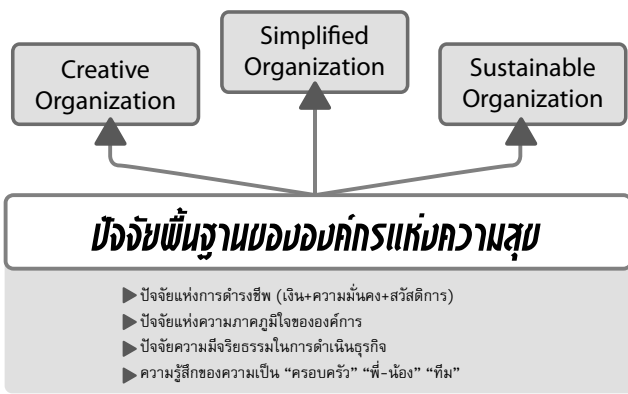 Creative
Organization
Simplified
Organization
Sustainable
Organization
ปัจจัยพื้นฐานขององค์กรแห่งความสุข
ปัจจัยแห่งการดำรงชีพ (เงิน+ความมั่นคง+สวัสดิการ)
ปัจจัยแห่งความภาคภูมิใจขององค์การ
ปัจจัยความมีจริยธรรมในการดำเนินธุรกิจ
ความรู้สึกของความเป็น “ครอบครัว” “พี่-น้อง” “ทีม”